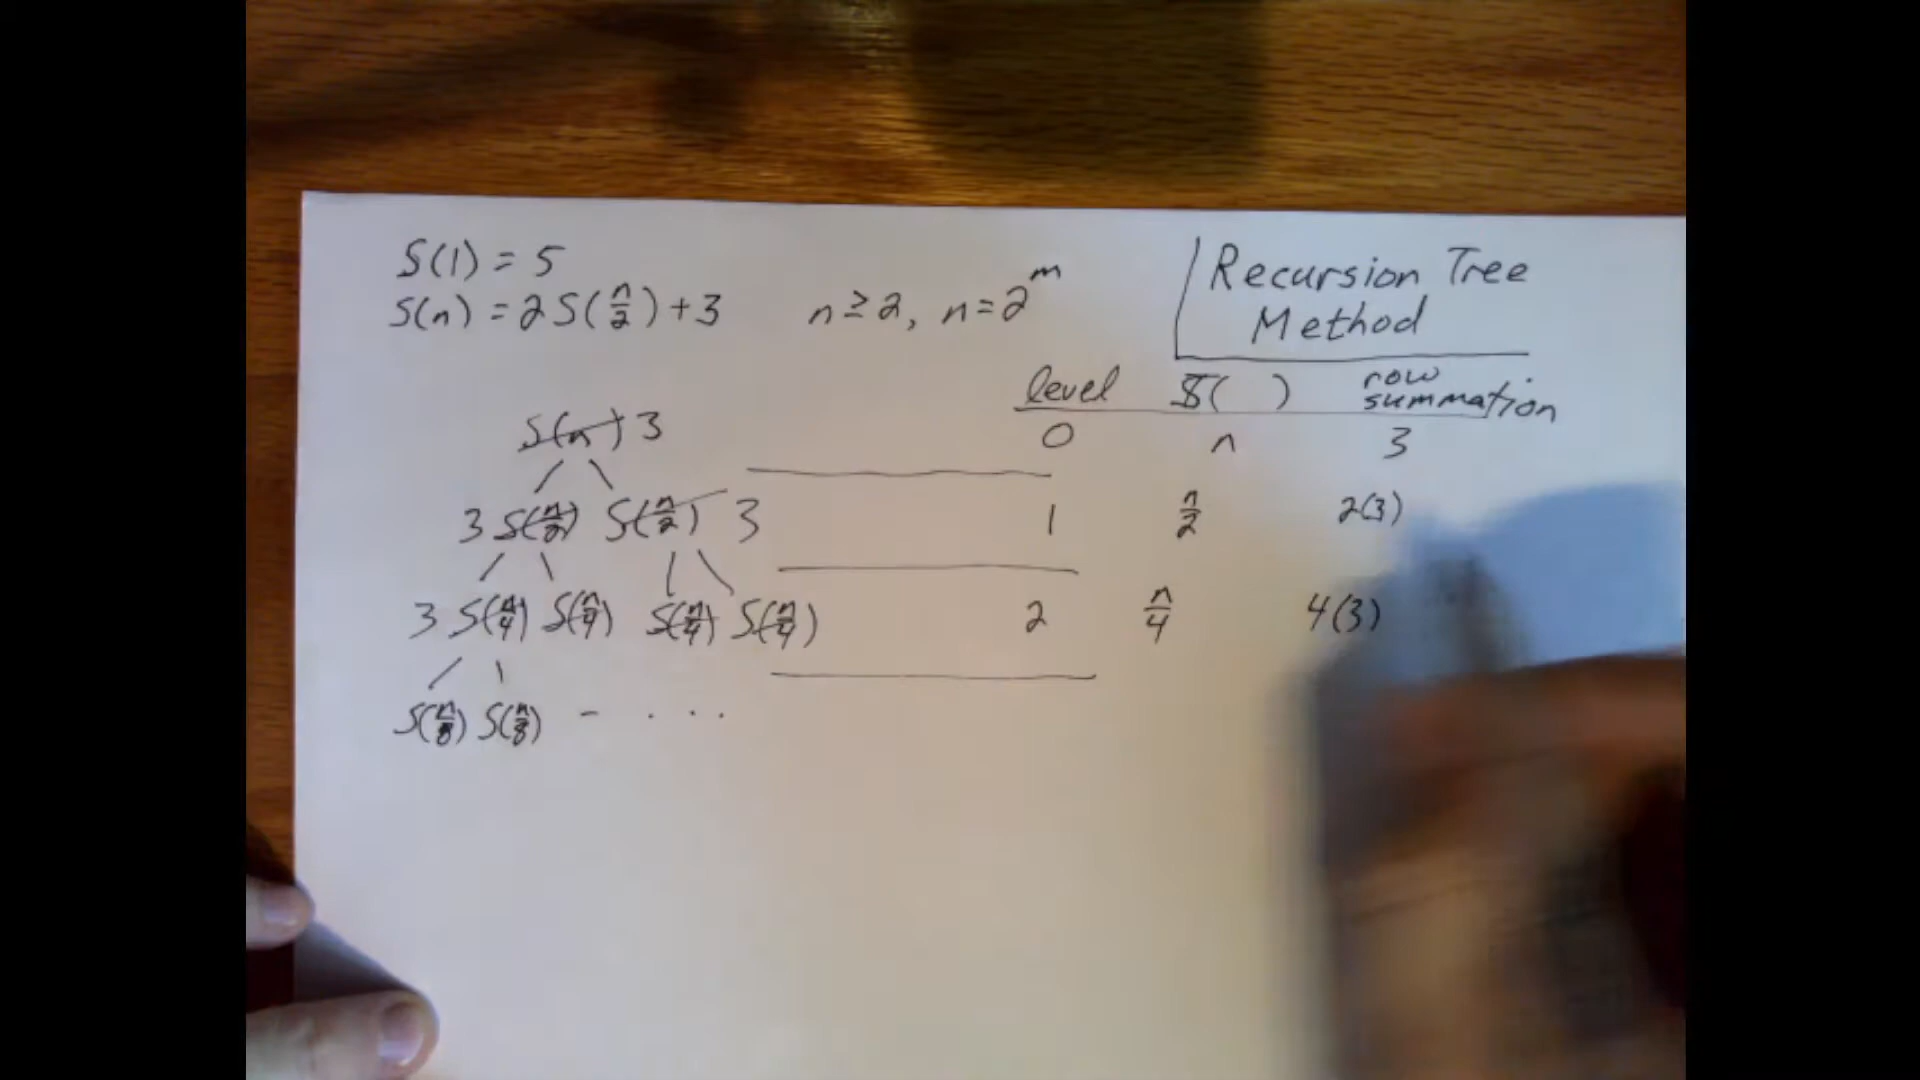 S(1) = 5
S(n) = 2S(n/2) + 3 n ≥ 2, n = 2^m
Recursion Tree
Method
level S( ) row summation
S(n) 3 0 n 3
3 S(n/2) S(n/2) 3 1 n/2 2(3)
3 S(n/4) S(n/4) S(n/4) S(n/4) 2 n/4 4(3)
S(n/8) S(n/8) - . . .